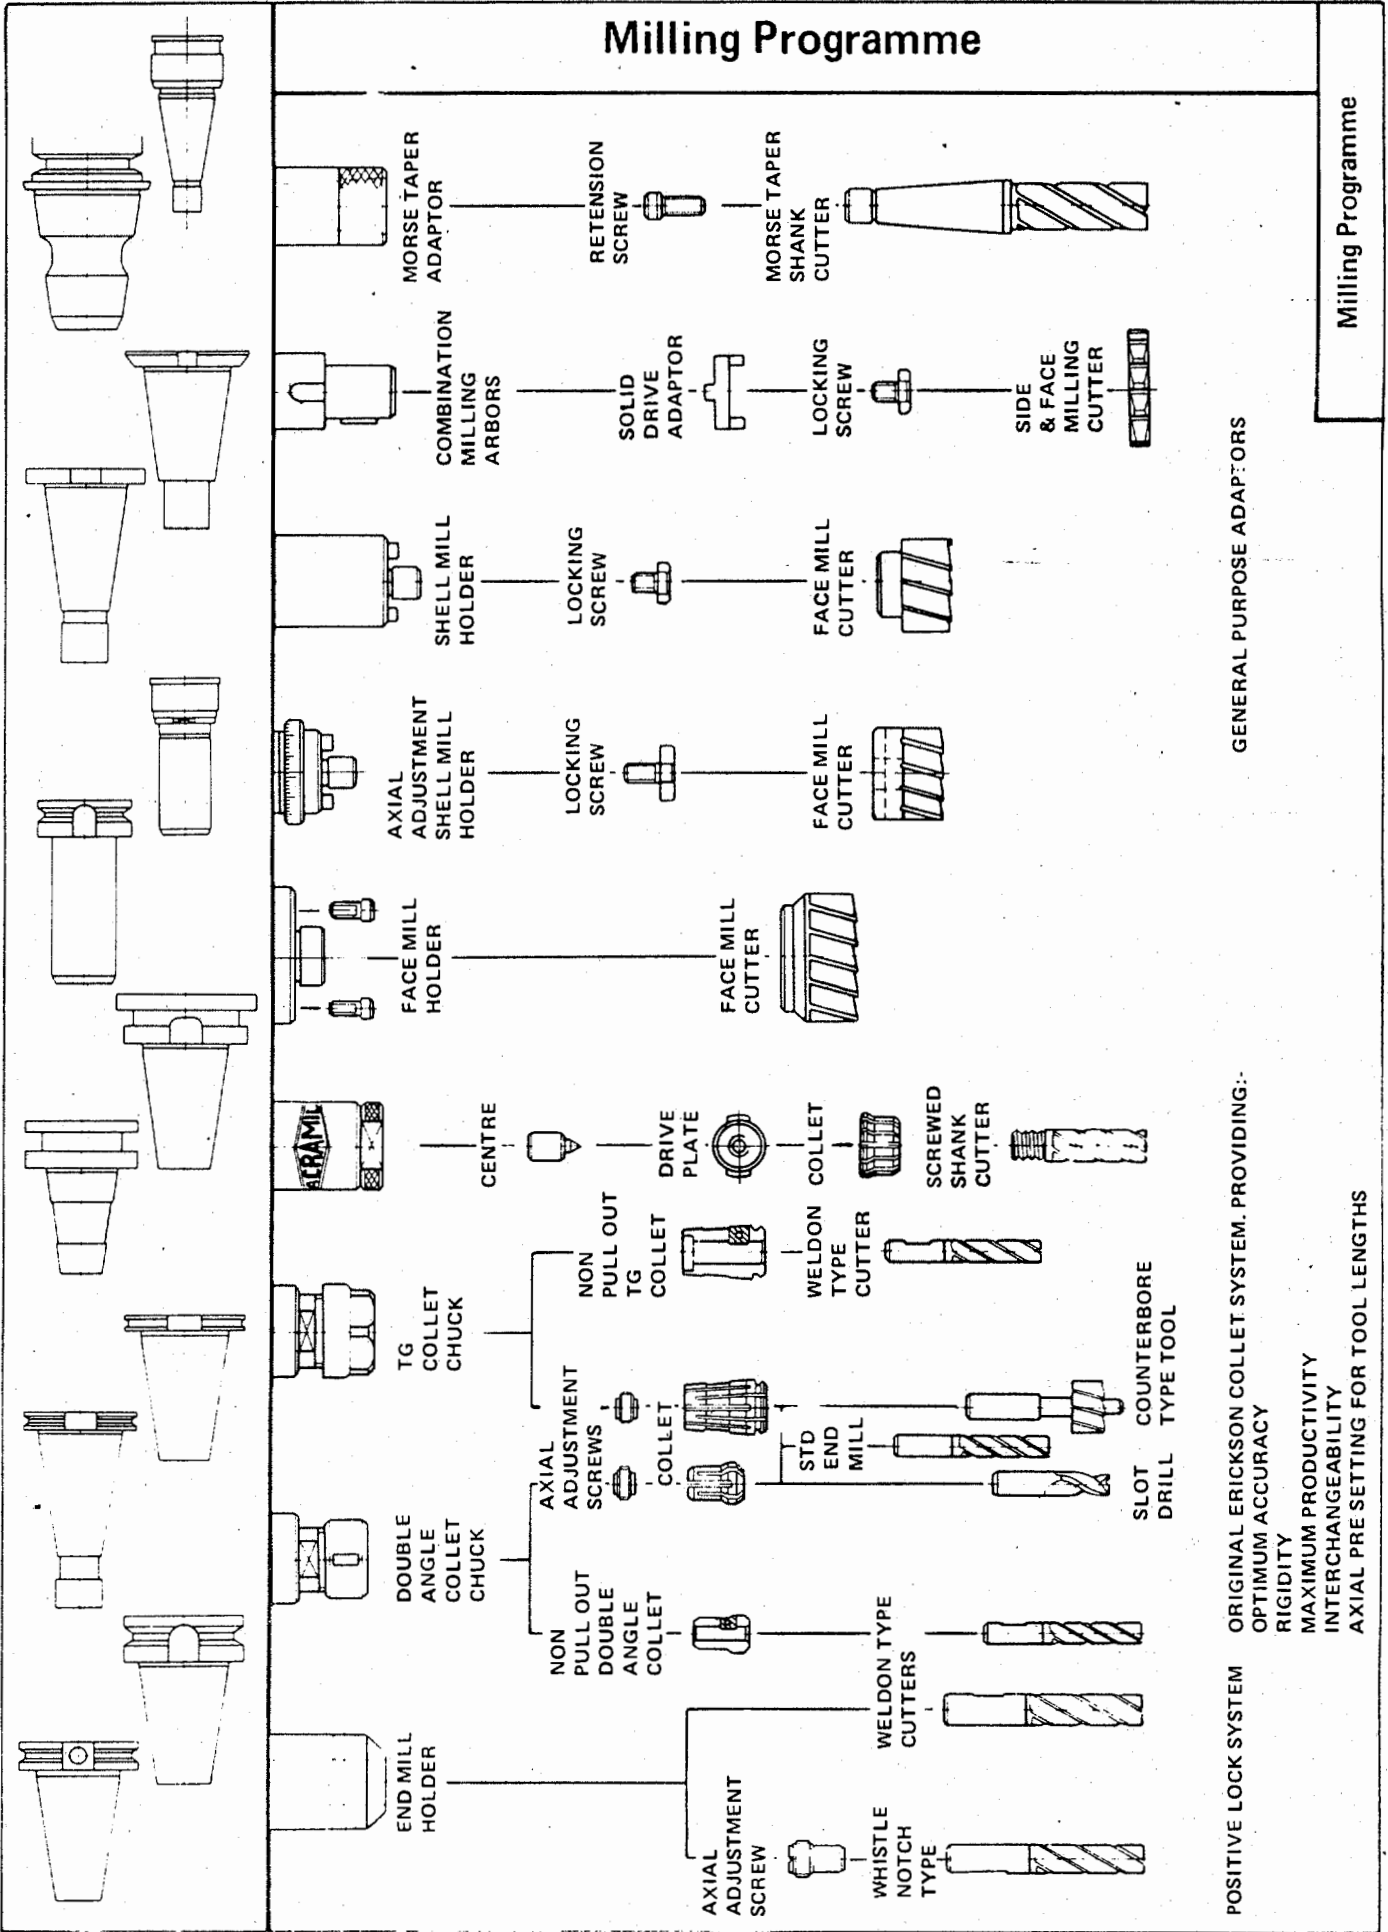 Milling Programme
Milling Programme
END MILL
HOLDER
AXIAL
ADJUSTMENT
SCREW
WHISTLE
NOTCH
TYPE
WELDON TYPE
CUTTERS
DOUBLE
ANGLE
COLLET
CHUCK
NON
PULL OUT
DOUBLE
ANGLE
COLLET
AXIAL
ADJUSTMENT
SCREWS
COLLET
STD
END
MILL
SLOT
DRILL
COUNTERBORE
TYPE TOOL
TG
COLLET
CHUCK
NON
PULL OUT
TG
COLLET
WELDON
TYPE
CUTTER
ACRAMIL
CENTRE
DRIVE
PLATE
COLLET
SCREWED
SHANK
CUTTER
FACE MILL
HOLDER
FACE MILL
CUTTER
AXIAL
ADJUSTMENT
SHELL MILL
HOLDER
LOCKING
SCREW
FACE MILL
CUTTER
SHELL MILL
HOLDER
LOCKING
SCREW
FACE MILL
CUTTER
COMBINATION
MILLING
ARBORS
SOLID
DRIVE
ADAPTOR
LOCKING
SCREW
SIDE
& FACE
MILLING
CUTTER
MORSE TAPER
ADAPTOR
RETENSION
SCREW
MORSE TAPER
SHANK
CUTTER
POSITIVE LOCK SYSTEM
ORIGINAL ERICKSON COLLET SYSTEM. PROVIDING:-
OPTIMUM ACCURACY
RIGIDITY
MAXIMUM PRODUCTIVITY
INTERCHANGEABILITY
AXIAL PRE SETTING FOR TOOL LENGTHS
GENERAL PURPOSE ADAPTORS